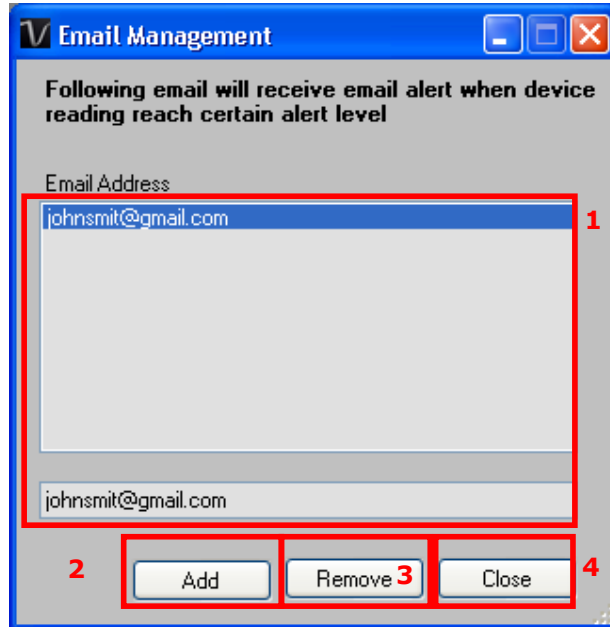 Email Management
Following email will receive email alert when device
reading reach certain alert level
Email Address
johnsmit@gmail.com
1
johnsmit@gmail.com
2 Add Remove 3 Close 4